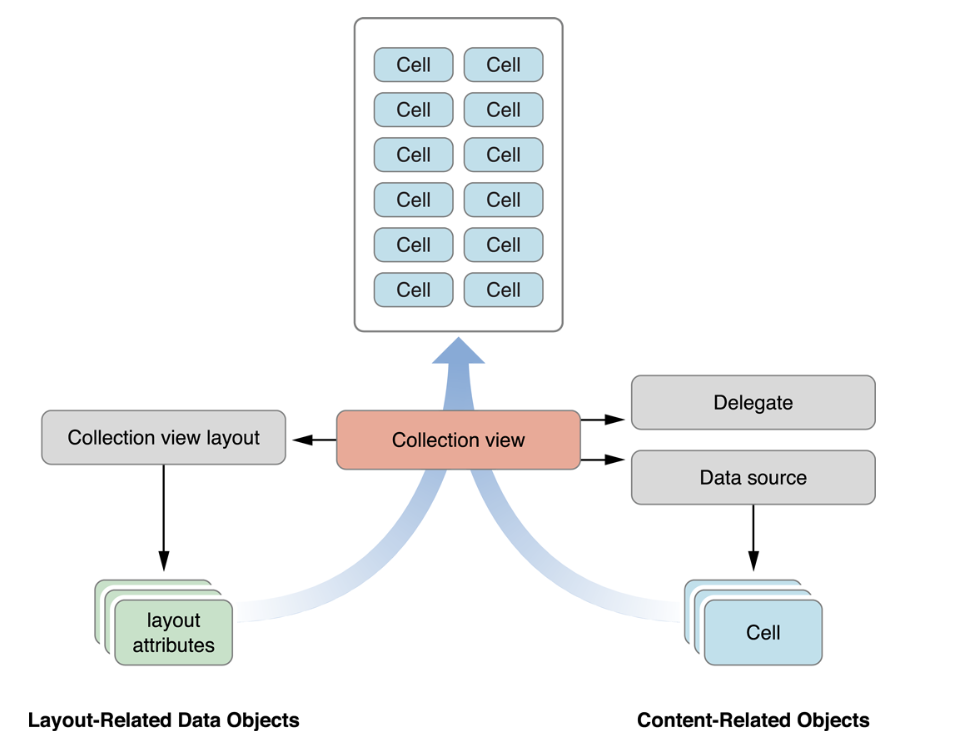 Cell Cell
Cell Cell
Cell Cell
Cell Cell
Cell Cell
Cell Cell
Delegate
Collection view layout
Collection view
Data source
layout
attributes
Cell
Layout-Related Data Objects
Content-Related Objects